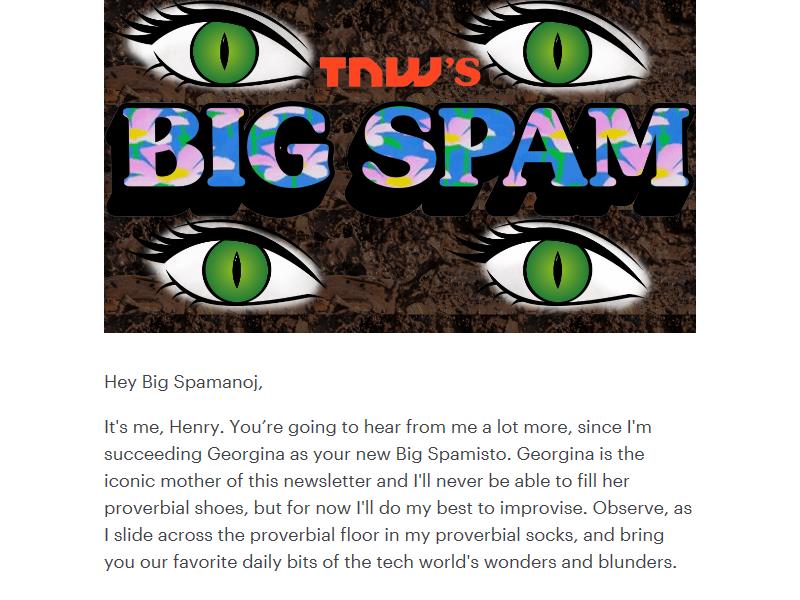 TNW'S
BIG SPAM
Hey Big Spamanoj,
It's me, Henry. You’re going to hear from me a lot more, since I'm
succeeding Georgina as your new Big Spamisto. Georgina is the
iconic mother of this newsletter and I'll never be able to fill her
proverbial shoes, but for now I'll do my best to improvise. Observe, as
I slide across the proverbial floor in my proverbial socks, and bring
you our favorite daily bits of the tech world's wonders and blunders.